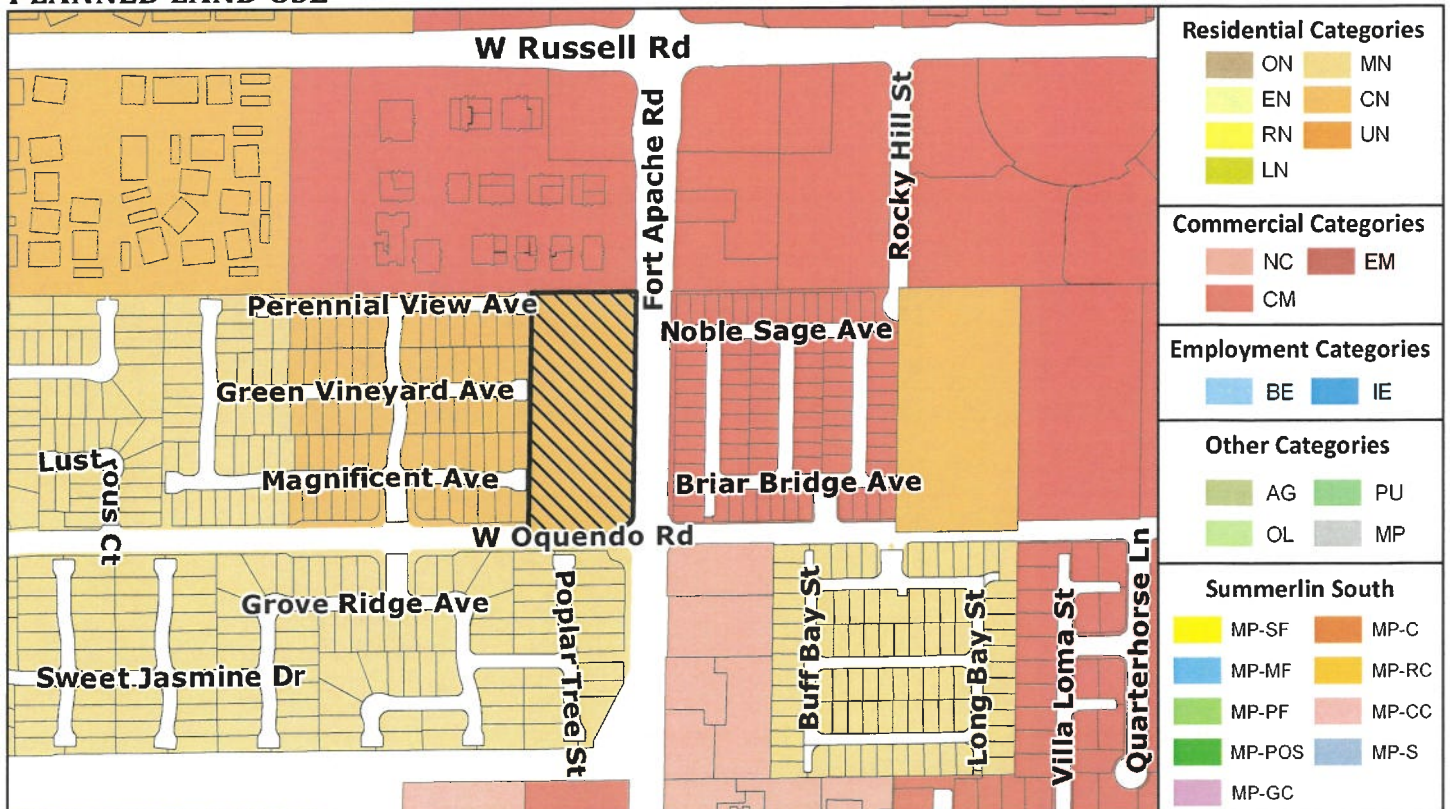 PLANNED LAND USE
W Russell Rd
Fort Apache Rd
Rocky Hill St
Perennial View Ave
Noble Sage Ave
Green Vineyard Ave
Lustrous Ct
Magnificent Ave
Briar Bridge Ave
W Oquendo Rd
Grove Ridge Ave
Poplar Tree St
Buff Bay St
Long Bay St
Villa Loma St
Quarterhorse Ln
Sweet Jasmine Dr
Residential Categories
ON MN
EN CN
RN UN
LN
Commercial Categories
NC EM
CM
Employment Categories
BE IE
Other Categories
AG PU
OL MP
Summerlin South
MP-SF MP-C
MP-MF MP-RC
MP-PF MP-CC
MP-POS MP-S
MP-GC